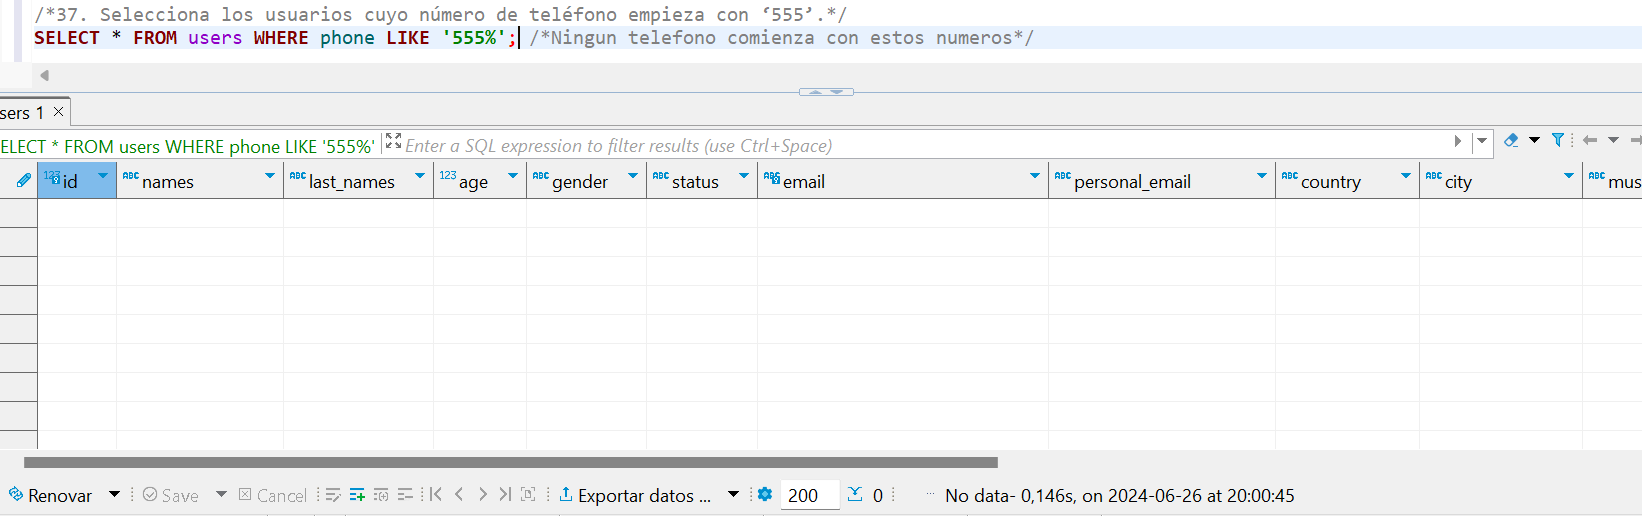 /*37. Selecciona los usuarios cuyo número de teléfono empieza con ‘555’.*/
SELECT * FROM users WHERE phone LIKE '555%'; /*Ningun telefono comienza con estos numeros*/
sers 1
ELECT * FROM users WHERE phone LIKE '555%' Enter a SQL expression to filter results (use Ctrl+Space)
123 id ABC names ABC last_names 123 age ABC gender ABC status ABC email ABC personal_email ABC country ABC city ABC mus
Renovar Save Cancel Exportar datos ... 200 0 No data- 0,146s, on 2024-06-26 at 20:00:45